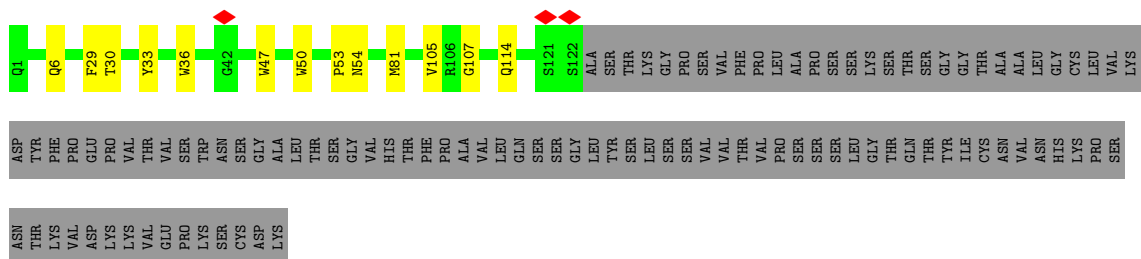 Q1 Q6 F29 T30 Y33 W36 G42 W47 W50 P53 N54 M81 V105 R106 G107 Q114 S121 S122 ALA SER THR LYS GLY PRO SER VAL PHE PRO LEU ALA PRO SER SER LYS SER THR SER GLY GLY THR ALA ALA LEU GLY CYS LEU VAL LYS
ASP TYR PHE PRO GLU PRO VAL THR VAL SER TRP ASN SER GLY ALA LEU THR SER GLY VAL HIS THR PHE PRO ALA VAL LEU GLN SER SER GLY LEU TYR SER LEU SER SER VAL VAL THR VAL PRO SER SER SER LEU GLY THR GLN THR TYR ILE CYS ASN VAL ASN HIS LYS PRO SER
ASN THR LYS VAL ASP LYS LYS VAL GLU PRO LYS SER CYS ASP LYS